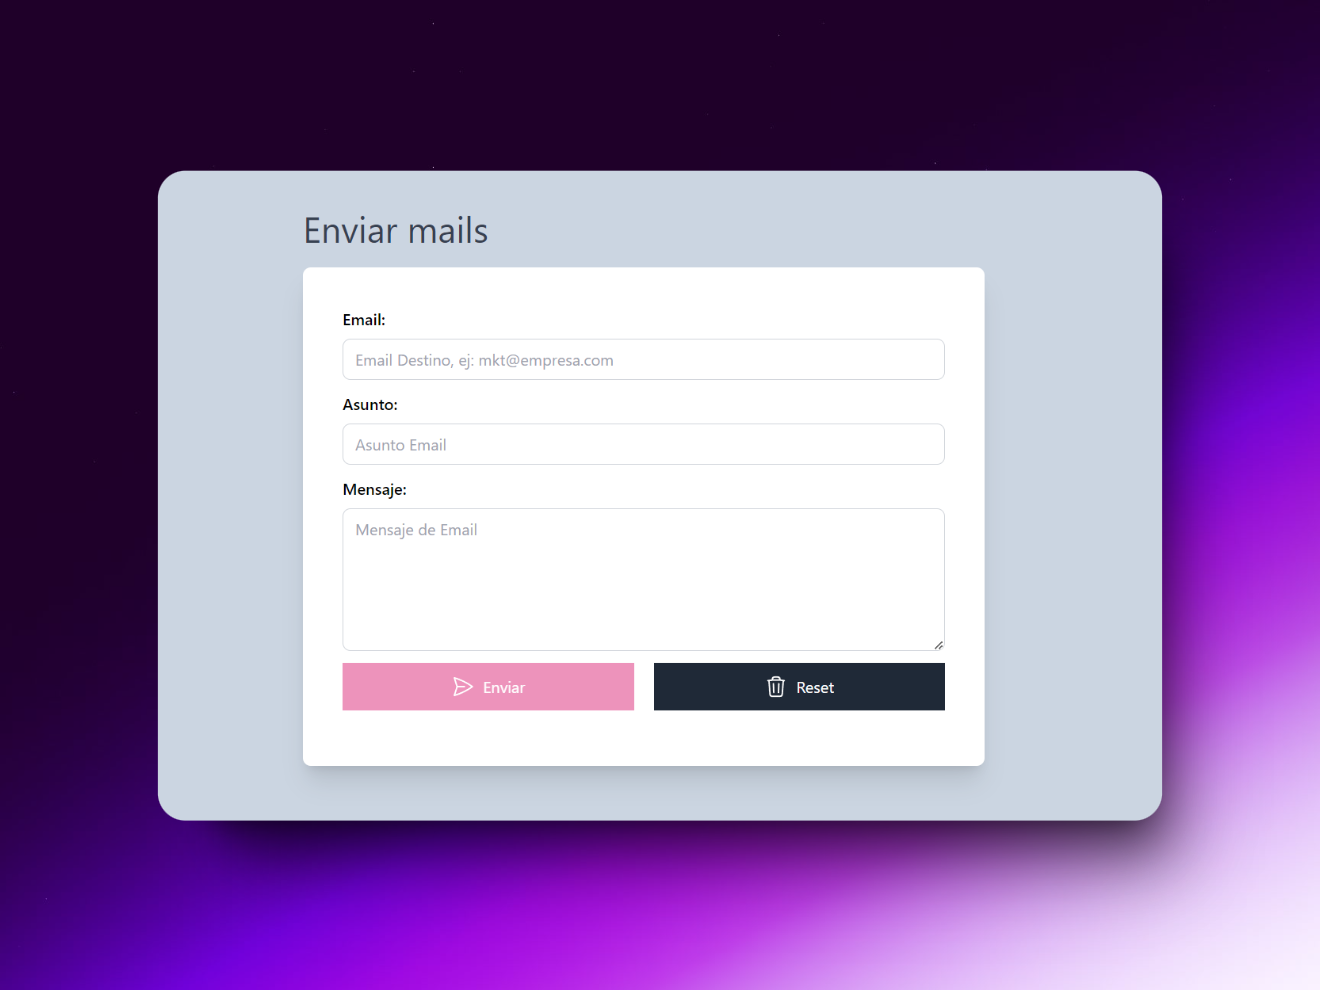 Enviar mails
Email:
Email Destino, ej: mkt@empresa.com
Asunto:
Asunto Email
Mensaje:
Mensaje de Email
Enviar
Reset